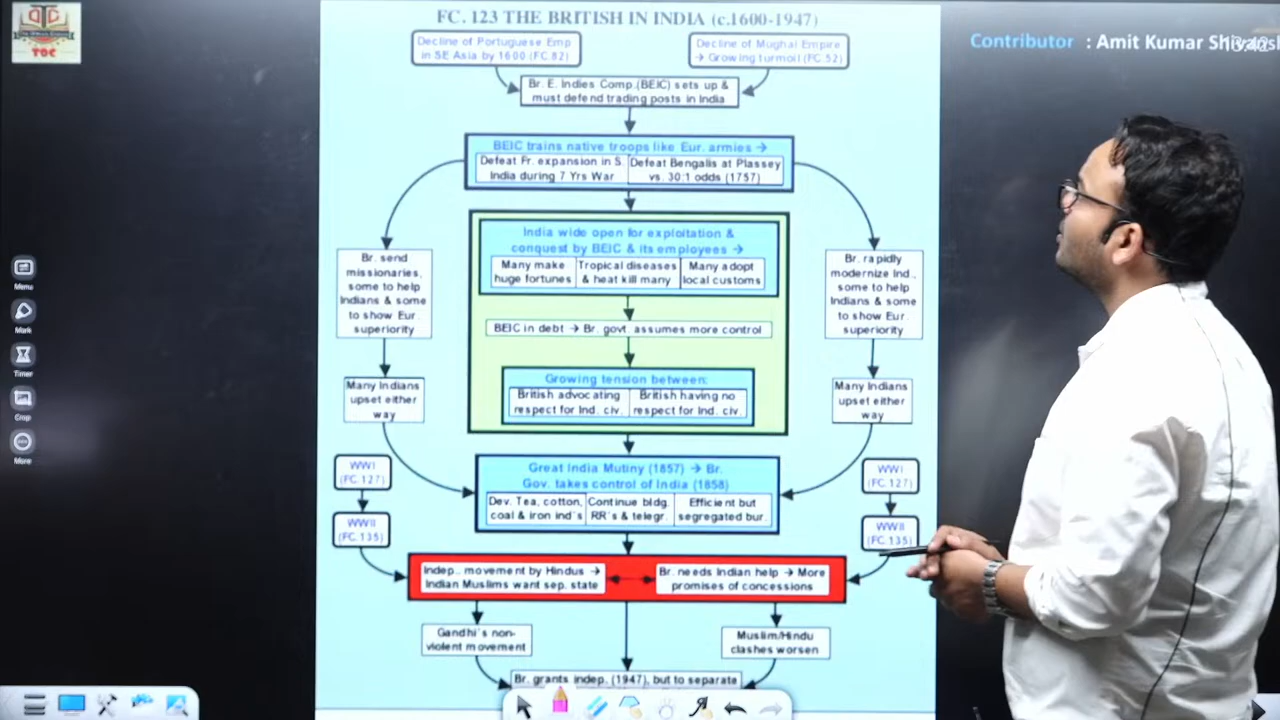 TOC
FC. 123 THE BRITISH IN INDIA (c.1600-1947)
Contributor : Amit Kumar Shivansh
Decline of Portuguese Emp
in SE Asia by 1600 (FC.82)
Decline of Mughal Empire
→ Growing turmoil (FC.52)
Br. E. Indies Comp.(BEIC) sets up &
must defend trading posts in India
BEIC trains native troops like Eur. armies →
Defeat Fr. expansion in S.
India during 7 Yrs War
Defeat Bengalis at Plassey
vs. 30:1 odds (1757)
India wide open for exploitation &
conquest by BEIC & its employees →
Many make
huge fortunes
Tropical diseases
& heat kill many
Many adopt
local customs
Br. send
missionaries,
some to help
Indians & some
to show Eur.
superiority
Br. rapidly
modernize Ind.,
some to help
Indians & some
to show Eur.
superiority
BEIC in debt → Br. govt. assumes more control
Growing tension between:
British advocating
respect for Ind. civ.
British having no
respect for Ind. civ.
Many Indians
upset either
way
Many Indians
upset either
way
Great India Mutiny (1857) → Br.
Gov. takes control of India (1858)
Dev. Tea, cotton,
coal & iron ind's
Continue bldg.
RR's & telegr.
Efficient but
segregated bur.
WWI
(FC.127)
WWII
(FC.135)
WWI
(FC.127)
WWII
(FC.135)
Indep.. movement by Hindus →
Indian Muslims want sep. state
Br. needs Indian help → More
promises of concessions
Gandhi's non-
violent movement
Muslim/Hindu
clashes worsen
Br. grants indep. (1947), but to separate
Menu
Mark
Timer
Crop
More